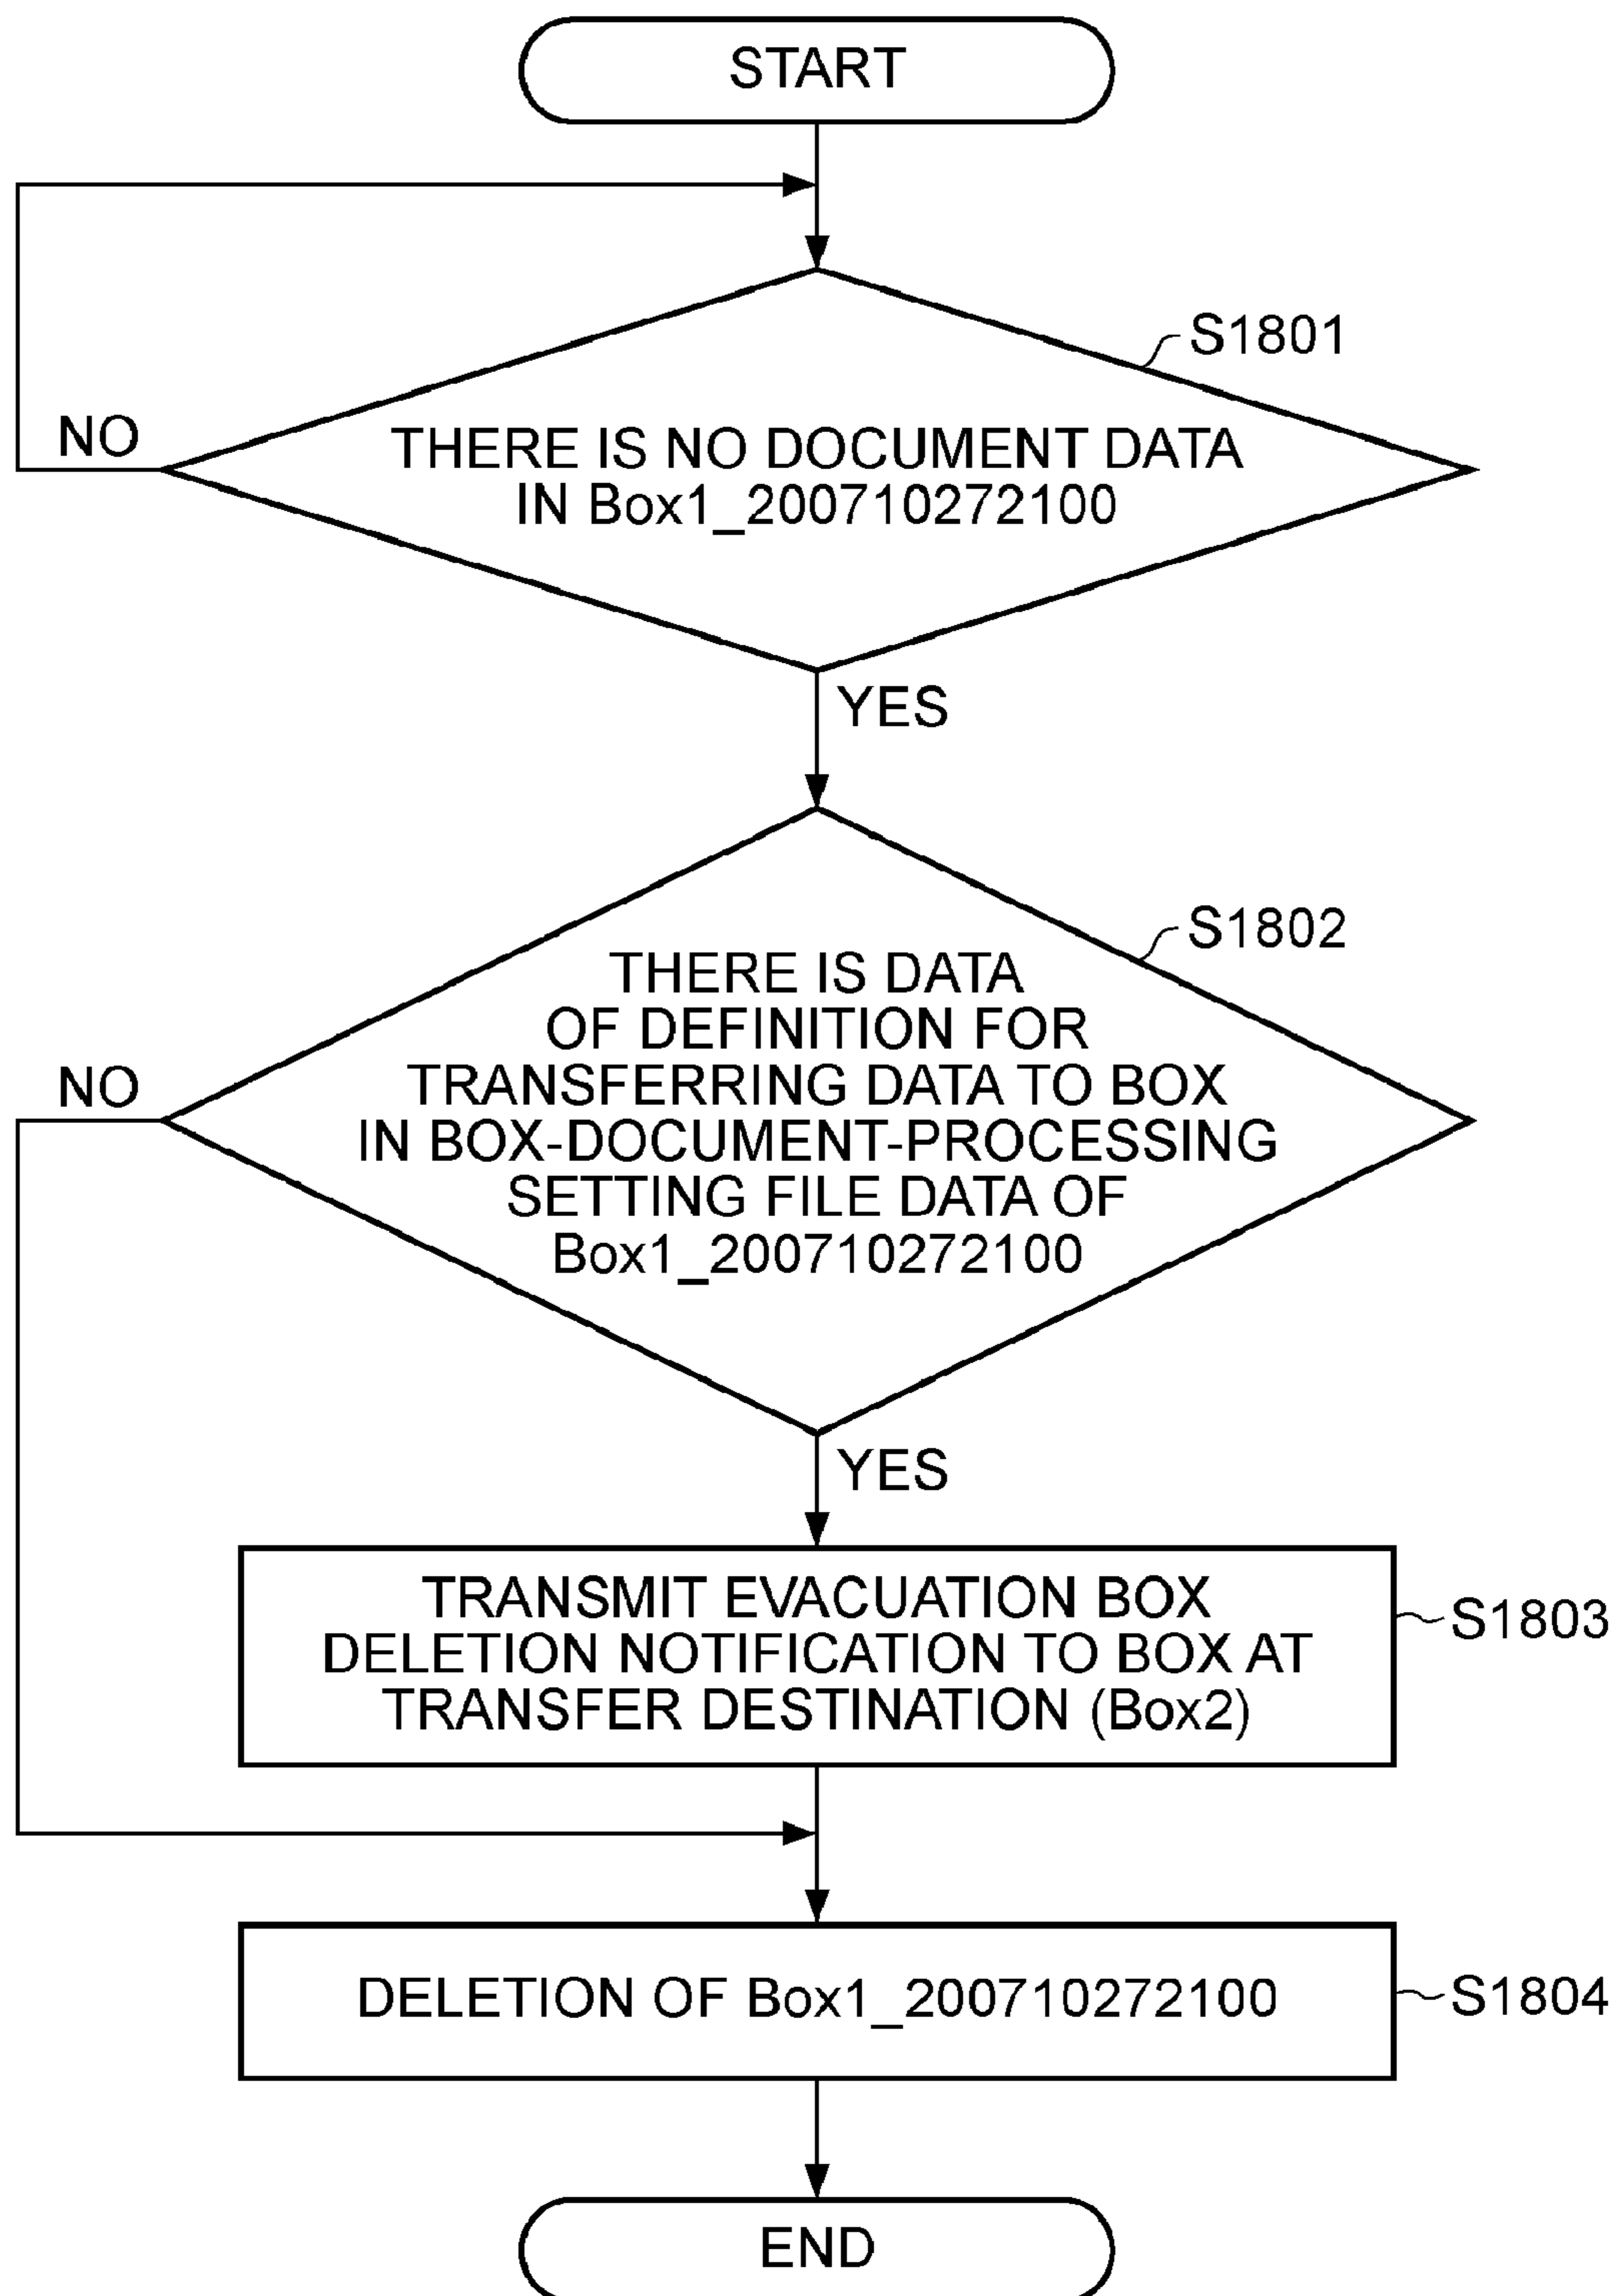 START
S1801
NO
THERE IS NO DOCUMENT DATA
IN Box1_200710272100
YES
S1802
THERE IS DATA
OF DEFINITION FOR
NO
TRANSFERRING DATA TO BOX
IN BOX-DOCUMENT-PROCESSING
SETTING FILE DATA OF
Box1_200710272100
YES
TRANSMIT EVACUATION BOX
DELETION NOTIFICATION TO BOX AT
TRANSFER DESTINATION (Box2)
S1803
DELETION OF Box1_200710272100
S1804
END